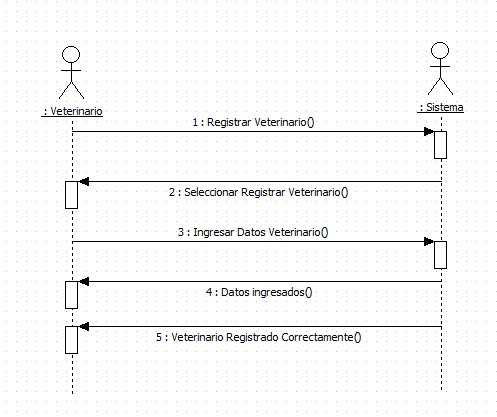 : Veterinario
: Sistema
1 : Registrar Veterinario()
2 : Seleccionar Registrar Veterinario()
3 : Ingresar Datos Veterinario()
4 : Datos ingresados()
5 : Veterinario Registrado Correctamente()